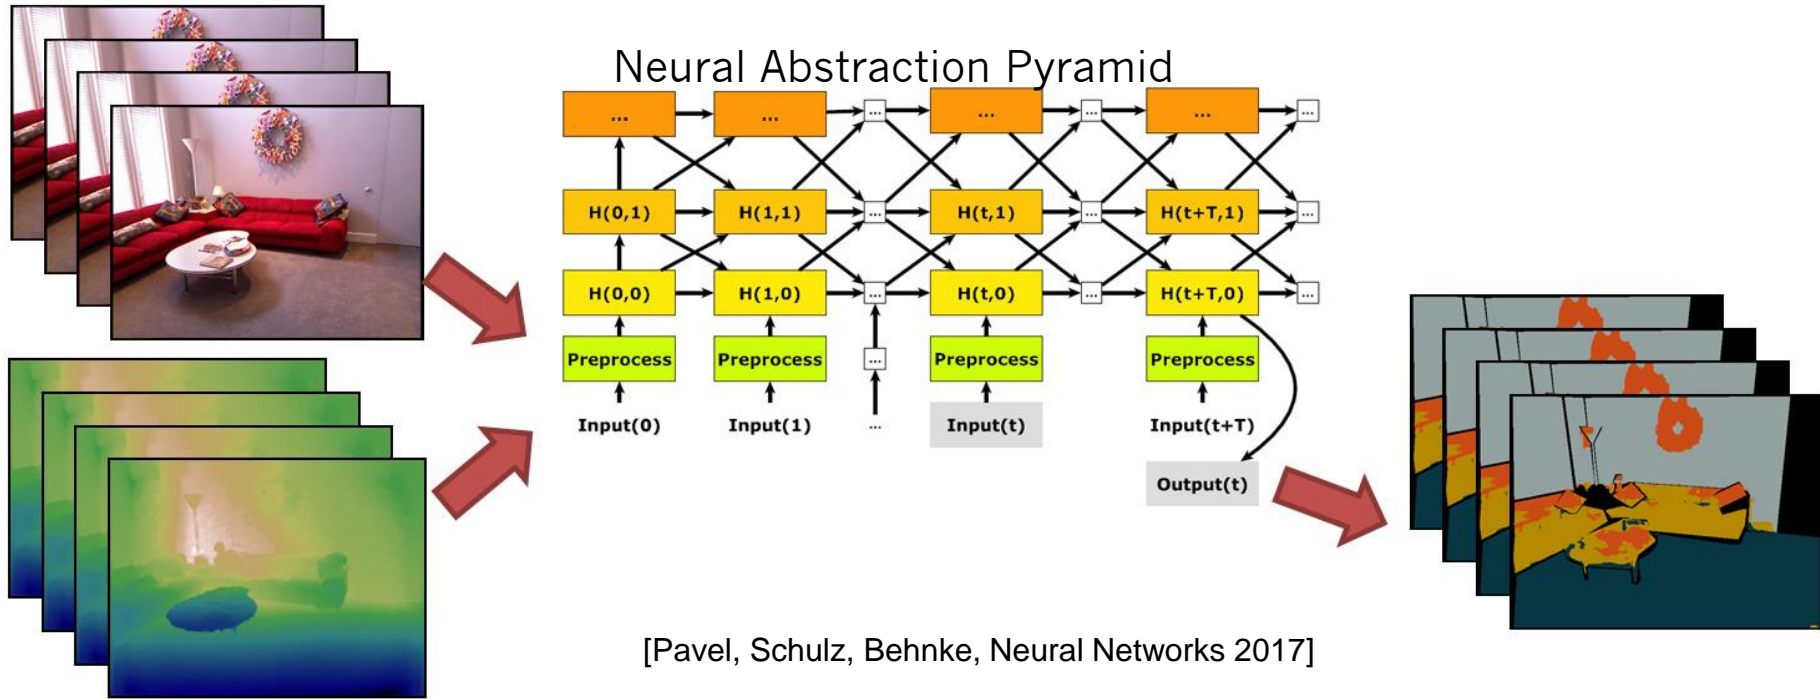 Neural Abstraction Pyramid
... ... ... ... ... ... ...
H(0,1) H(1,1) ... H(t,1) ... H(t+T,1) ...
H(0,0) H(1,0) ... H(t,0) ... H(t+T,0) ...
Preprocess Preprocess ... Preprocess Preprocess
Input(0) Input(1) ... Input(t) Input(t+T)
Output(t)
[Pavel, Schulz, Behnke, Neural Networks 2017]